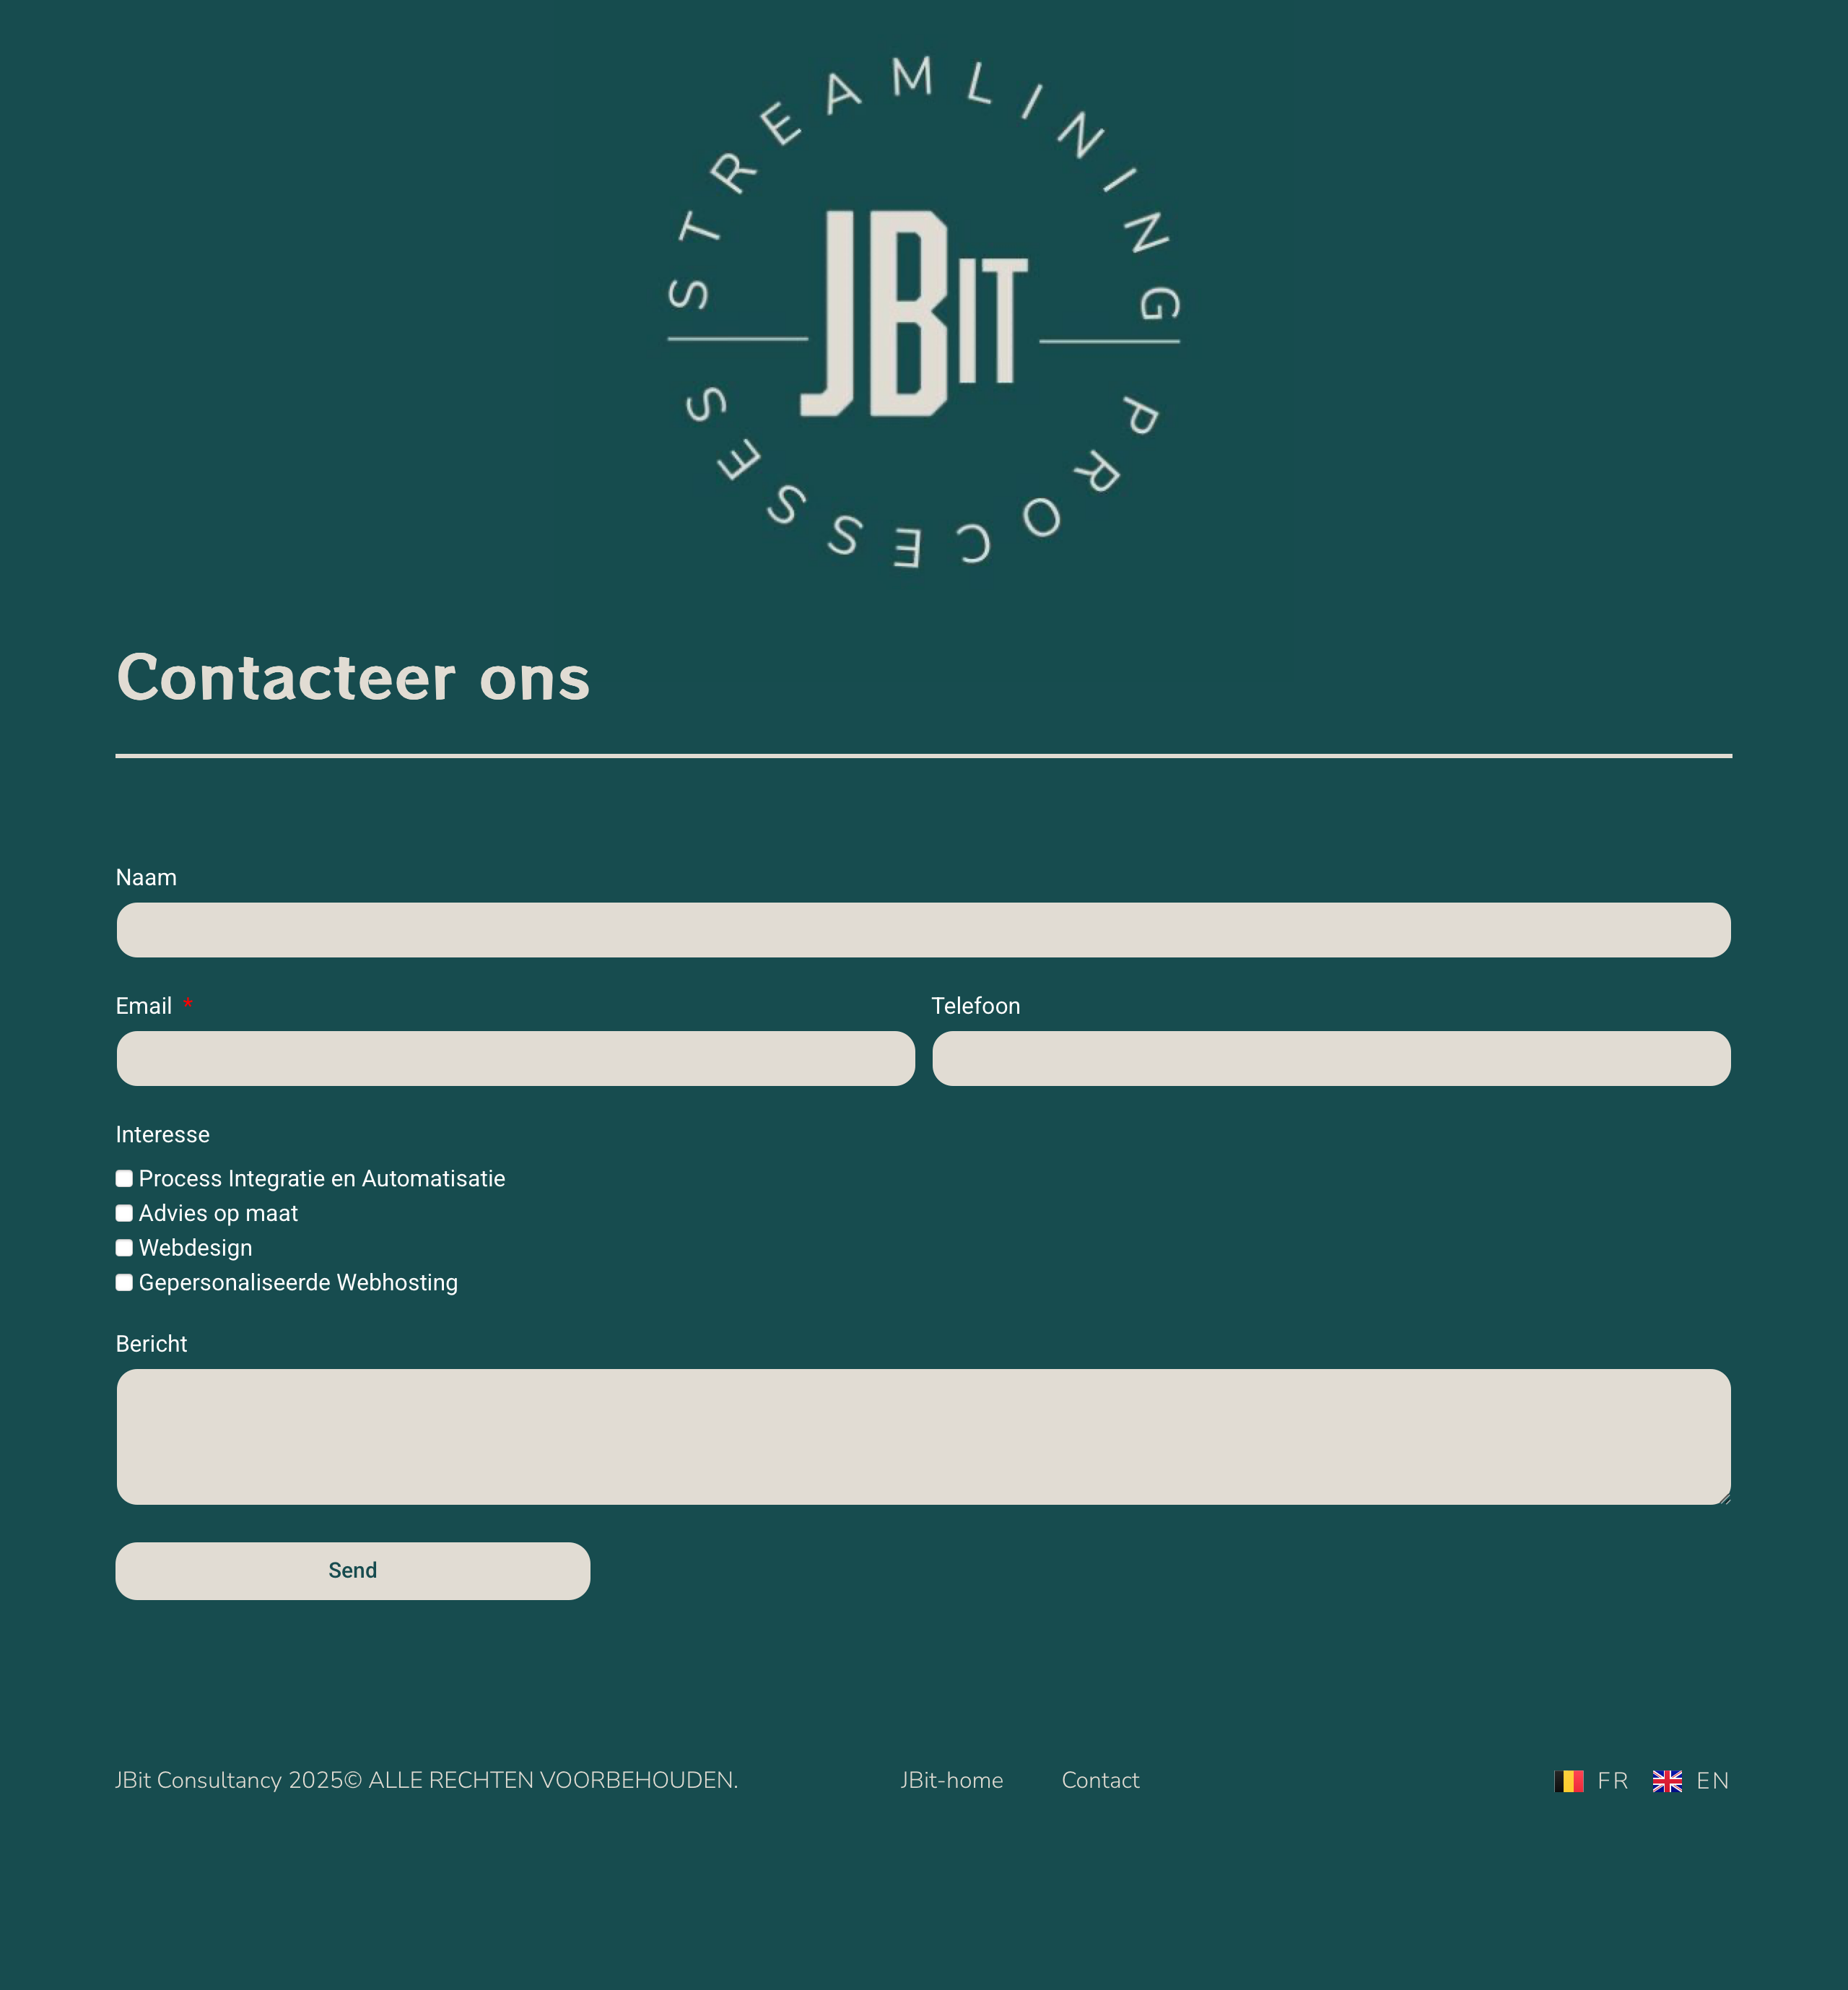 STREAMLINING
JBIT
PROCESSES
Contacteer ons
Naam
Email *
Telefoon
Interesse
Process Integratie en Automatisatie
Advies op maat
Webdesign
Gepersonaliseerde Webhosting
Bericht
Send
JBit Consultancy 2025© ALLE RECHTEN VOORBEHOUDEN.
JBit-home
Contact
FR
EN